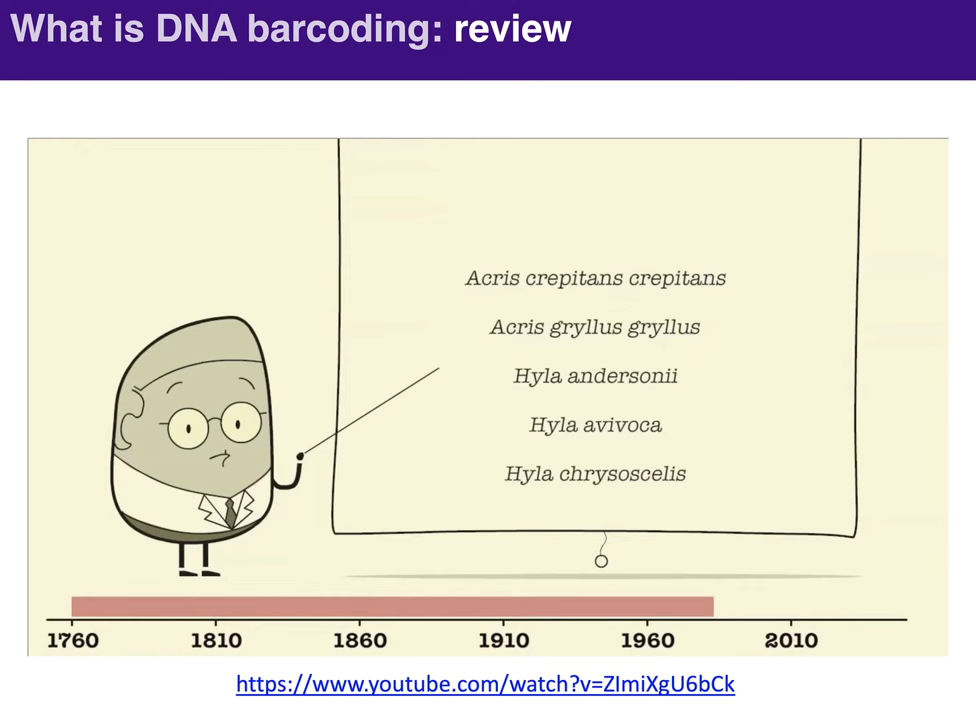 What is DNA barcoding: review
Acris crepitans crepitans
Acris gryllus gryllus
Hyla andersonii
Hyla avivoca
Hyla chrysoscelis
1760 1810 1860 1910 1960 2010
https://www.youtube.com/watch?v=ZImiXgU6bCk